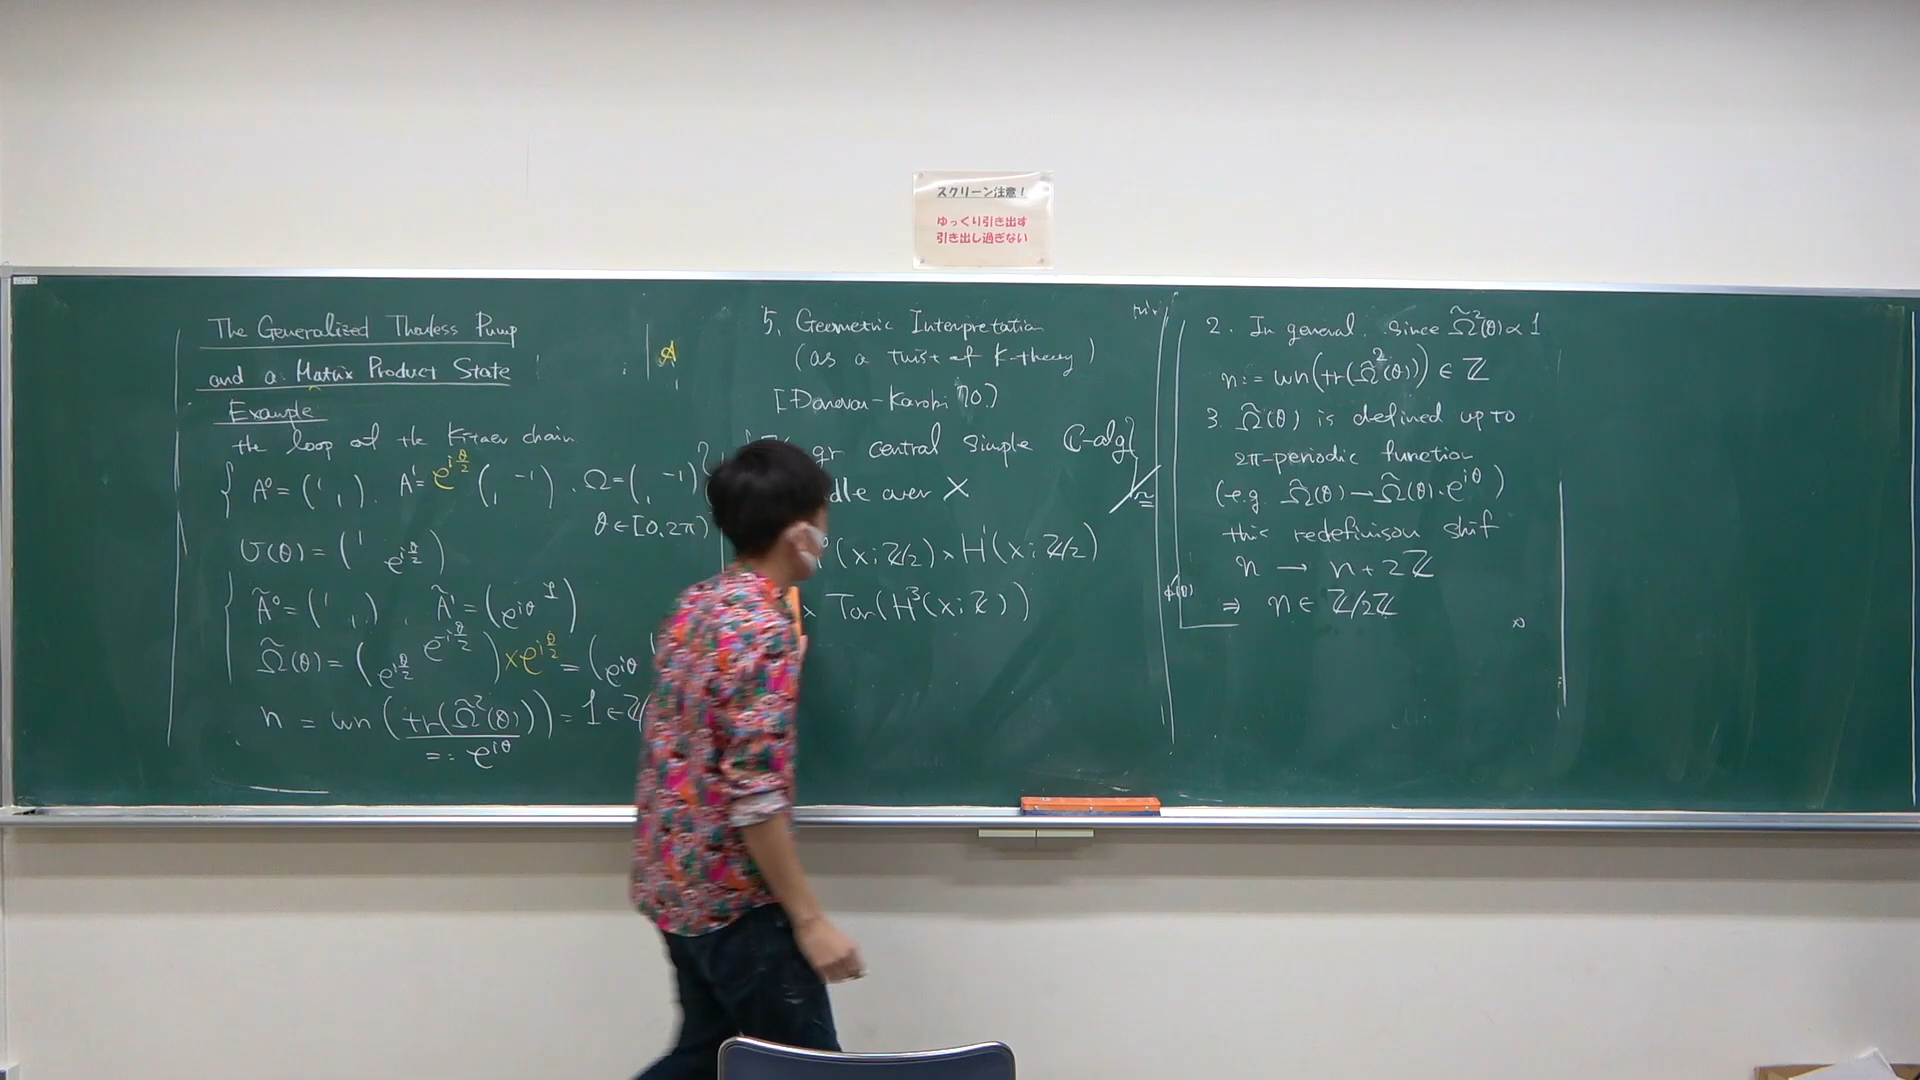 スクリーン注意！
ゆっくり引き出す
引き出し過ぎない
The Generalized Thouless Pump
and a Matrix Product State
Example
the loop of the Kitaev chain
A⁰ = (1 1), A¹ = e^{iθ/2} (1 -1), Ω = (1 -1)
θ ∈ [0, 2π)
U(θ) = (1 e^{iθ/2})
Ã⁰ = (1 1), Ã¹ = (e^{iθ} 1)
Ω̃(θ) = (e^{iθ/2} e^{-iθ/2}) × e^{iθ/2} = (e^{iθ}
n = wn(tr(Ω̃²(θ))) = 1 ∈ Z/
=: e^{iθ}
5, Geometric Interpretation
(as a twist of K-theory)
[Donovan-Karobi 70.)
gr central simple C-alg}
dle over X
(X; Z/2) × H¹(X; Z/2)
× Tor(H³(X; Z))
2. In general, since Ω̃²(θ) ∝ 1
n := wn(tr(Ω̃²(θ))) ∈ Z
3. Ω̃(θ) is defined up to
2π-periodic function
(e.g. Ω̃(θ) → Ω̃(θ)·e^{iθ})
this redefinison shif
n → n + 2Z
⇒ n ∈ Z/2Z